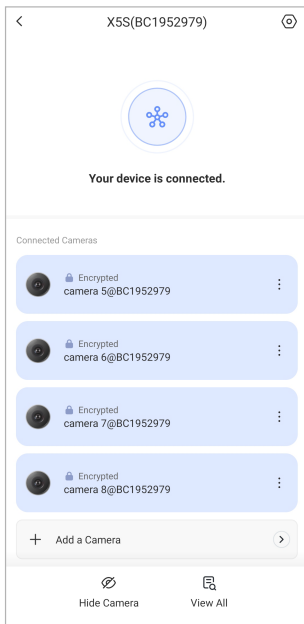 X5S(BC1952979)
Your device is connected.
Connected Cameras
Encrypted
camera 5@BC1952979
Encrypted
camera 6@BC1952979
Encrypted
camera 7@BC1952979
Encrypted
camera 8@BC1952979
Add a Camera
Hide Camera
View All